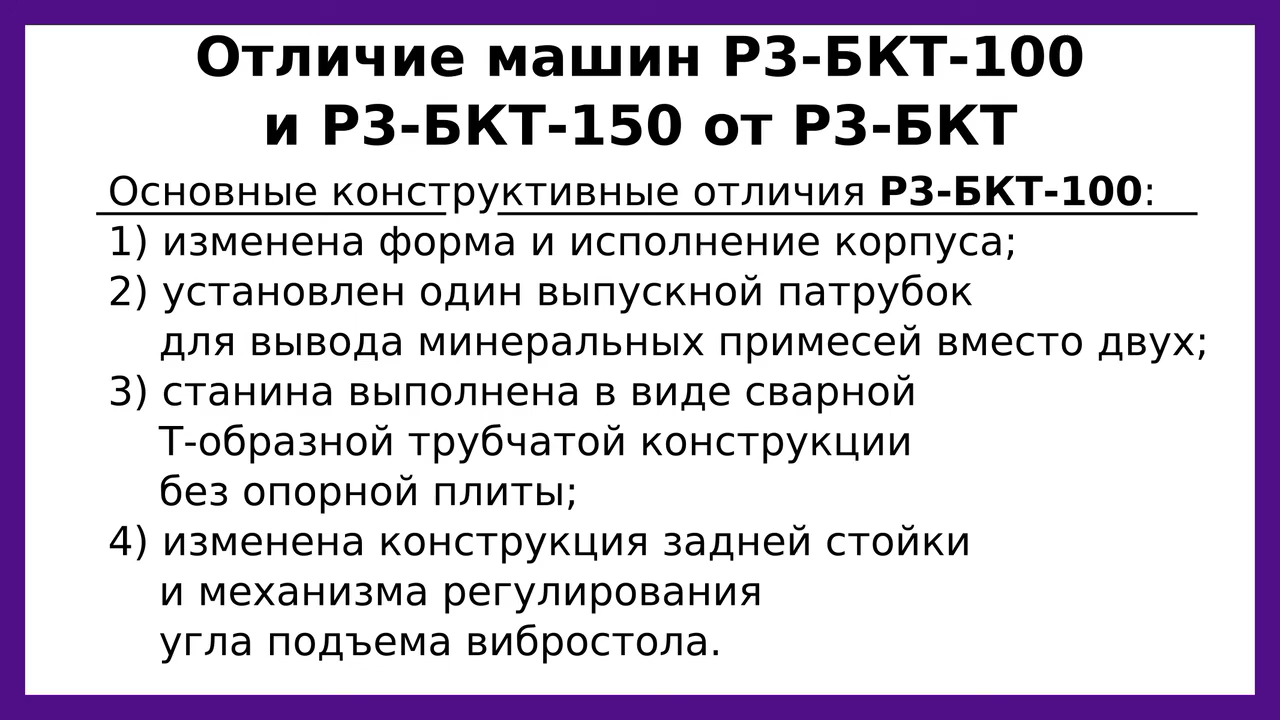 Отличие машин РЗ-БКТ-100
и РЗ-БКТ-150 от РЗ-БКТ
Основные конструктивные отличия РЗ-БКТ-100:
1) изменена форма и исполнение корпуса;
2) установлен один выпускной патрубок
для вывода минеральных примесей вместо двух;
3) станина выполнена в виде сварной
Т-образной трубчатой конструкции
без опорной плиты;
4) изменена конструкция задней стойки
и механизма регулирования
угла подъема вибростола.